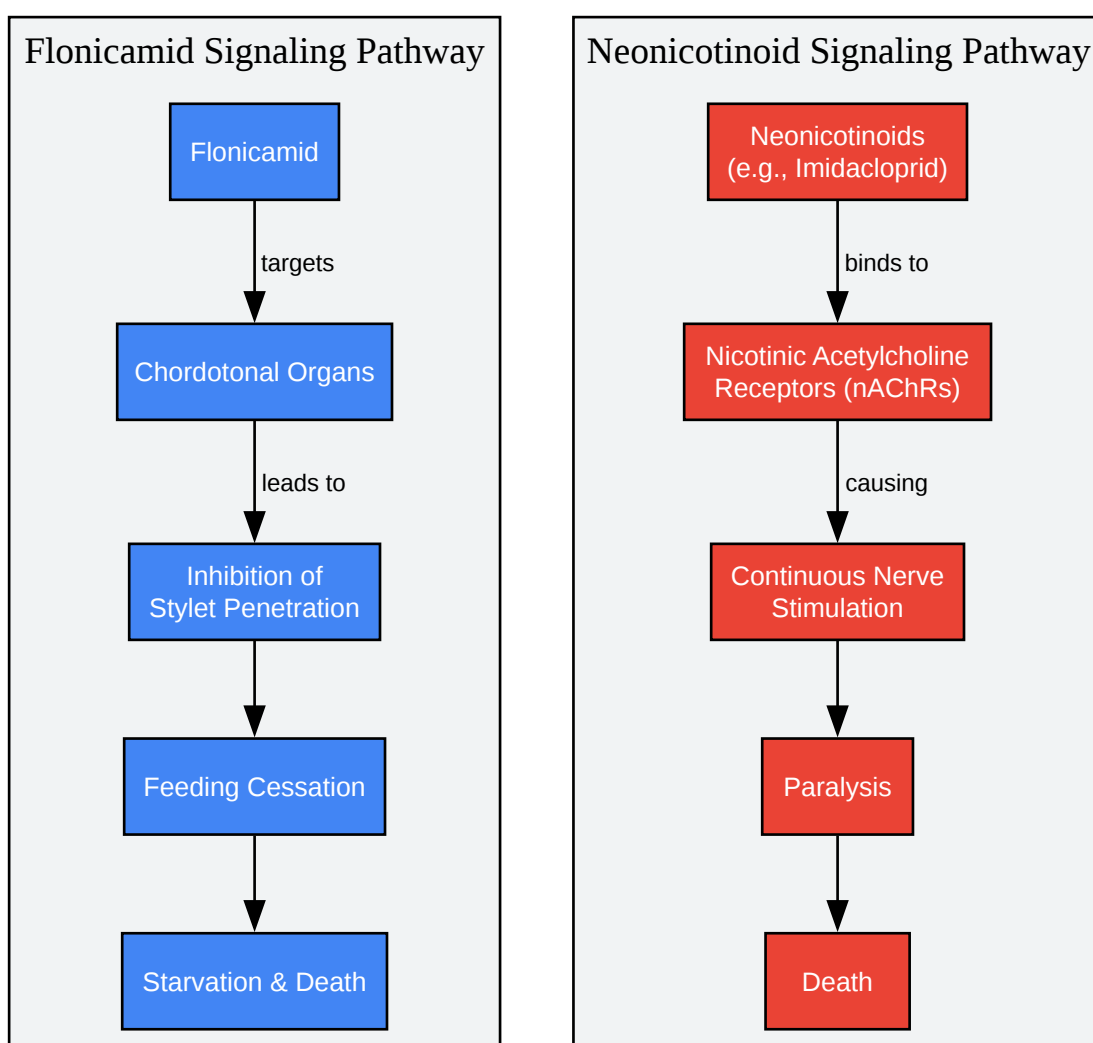 Flonicamid Signaling Pathway
Flonicamid
targets
Chordotonal Organs
leads to
Inhibition of
Stylet Penetration
Feeding Cessation
Starvation & Death
Neonicotinoid Signaling Pathway
Neonicotinoids
(e.g., Imidacloprid)
binds to
Nicotinic Acetylcholine
Receptors (nAChRs)
causing
Continuous Nerve
Stimulation
Paralysis
Death